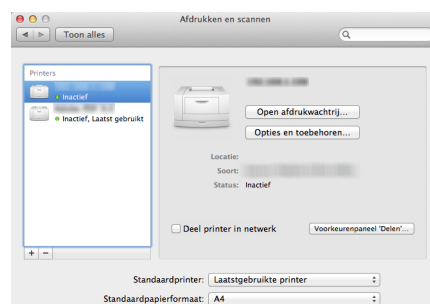 Afdrukken en scannen
Toon alles
Printers
Inactief
Inactief, Laatst gebruikt
Open afdrukwachtrij...
Opties en toebehoren...
Locatie:
Soort:
Status: Inactief
Deel printer in netwerk
Voorkeurenpaneel 'Delen'...
+ −
Standaardprinter: Laatstgebruikte printer
Standaardpapierformaat: A4